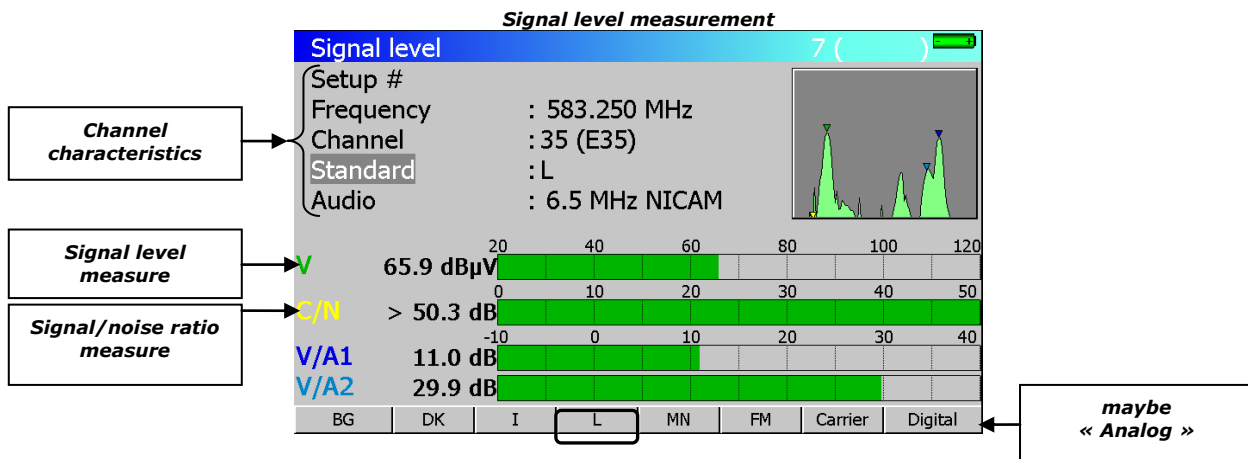 Signal level measurement
Signal level 7 ( )
Setup #
Frequency : 583.250 MHz
Channel : 35 (E35)
Standard : L
Audio : 6.5 MHz NICAM
Channel
characteristics
Signal level
measure
Signal/noise ratio
measure
20 40 60 80 100 120
V 65.9 dBµV
0 10 20 30 40 50
C/N > 50.3 dB
-10 0 10 20 30 40
V/A1 11.0 dB
V/A2 29.9 dB
BG DK I L MN FM Carrier Digital
maybe
« Analog »